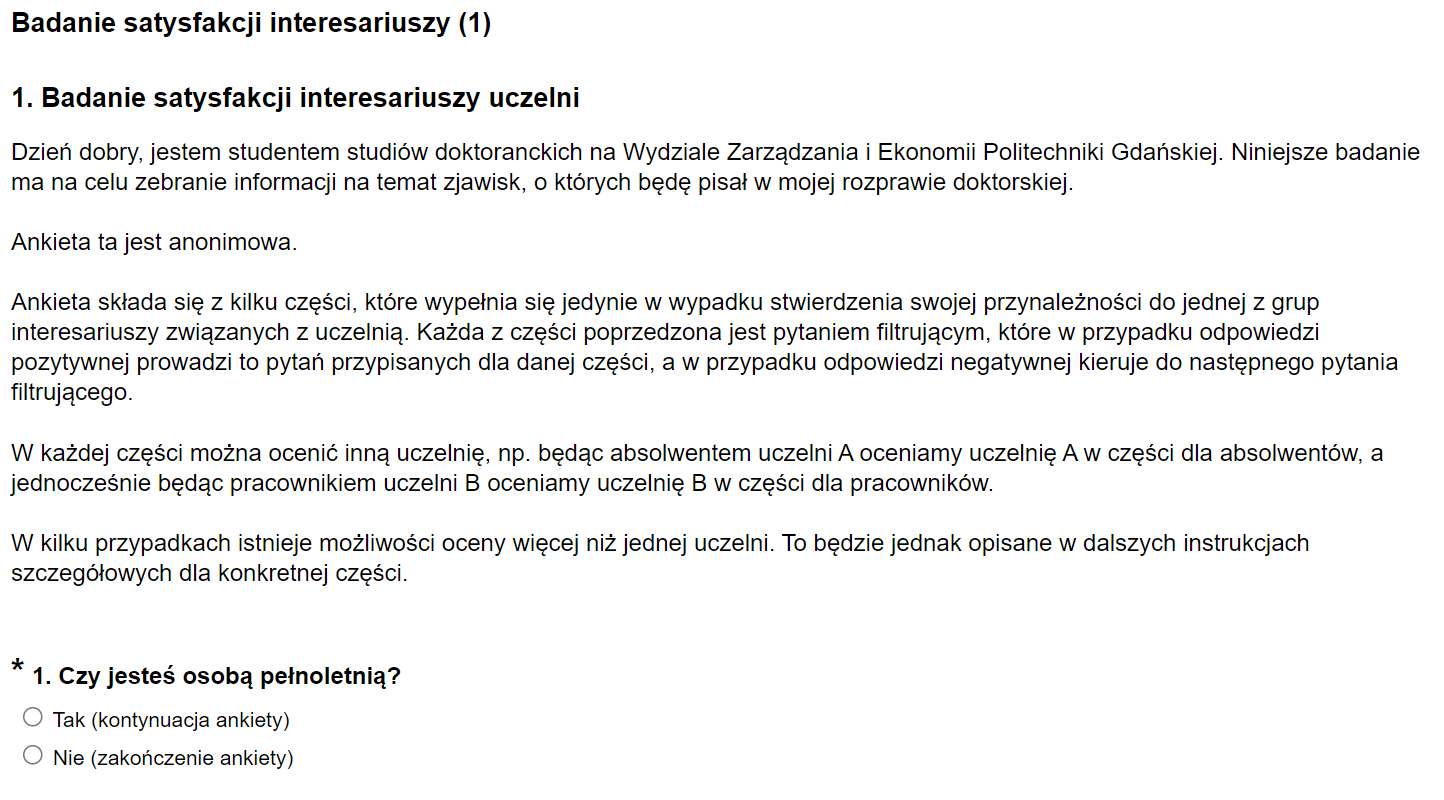 Badanie satysfakcji interesariuszy (1)
1. Badanie satysfakcji interesariuszy uczelni
Dzień dobry, jestem studentem studiów doktoranckich na Wydziale Zarządzania i Ekonomii Politechniki Gdańskiej. Niniejsze badanie
ma na celu zebranie informacji na temat zjawisk, o których będę pisał w mojej rozprawie doktorskiej.
Ankieta ta jest anonimowa.
Ankieta składa się z kilku części, które wypełnia się jedynie w wypadku stwierdzenia swojej przynależności do jednej z grup
interesariuszy związanych z uczelnią. Każda z części poprzedzona jest pytaniem filtrującym, które w przypadku odpowiedzi
pozytywnej prowadzi to pytań przypisanych dla danej części, a w przypadku odpowiedzi negatywnej kieruje do następnego pytania
filtrującego.
W każdej części można ocenić inną uczelnię, np. będąc absolwentem uczelni A oceniamy uczelnię A w części dla absolwentów, a
jednocześnie będąc pracownikiem uczelni B oceniamy uczelnię B w części dla pracowników.
W kilku przypadkach istnieje możliwości oceny więcej niż jednej uczelni. To będzie jednak opisane w dalszych instrukcjach
szczegółowych dla konkretnej części.
* 1. Czy jesteś osobą pełnoletnią?
Tak (kontynuacja ankiety)
Nie (zakończenie ankiety)